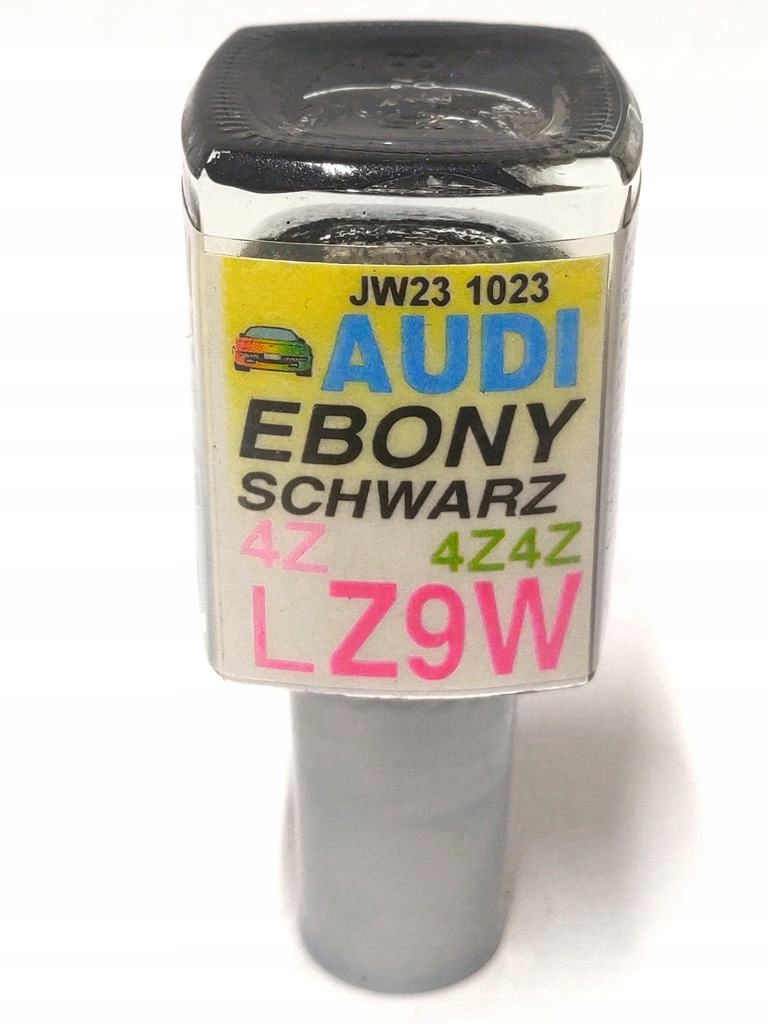 JW23 1023
AUDI
EBONY
SCHWARZ
4Z 4Z4Z
LZ9W